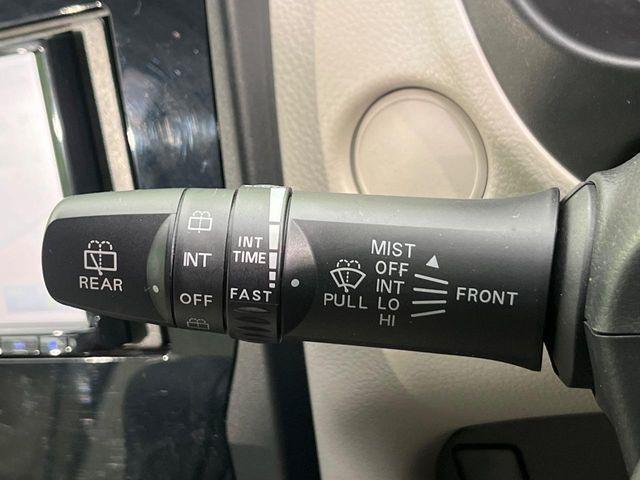 REAR
INT
OFF
INT
TIME
FAST
PULL
MIST
OFF
INT
LO
HI
FRONT